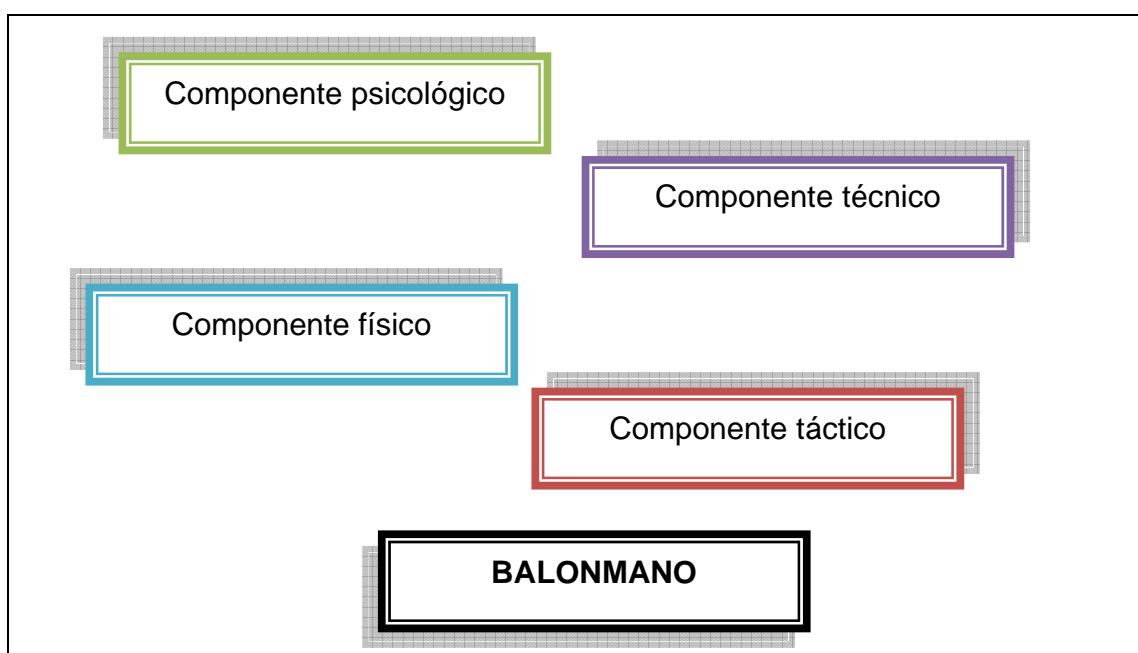 Componente psicológico
Componente técnico
Componente físico
Componente táctico
BALONMANO